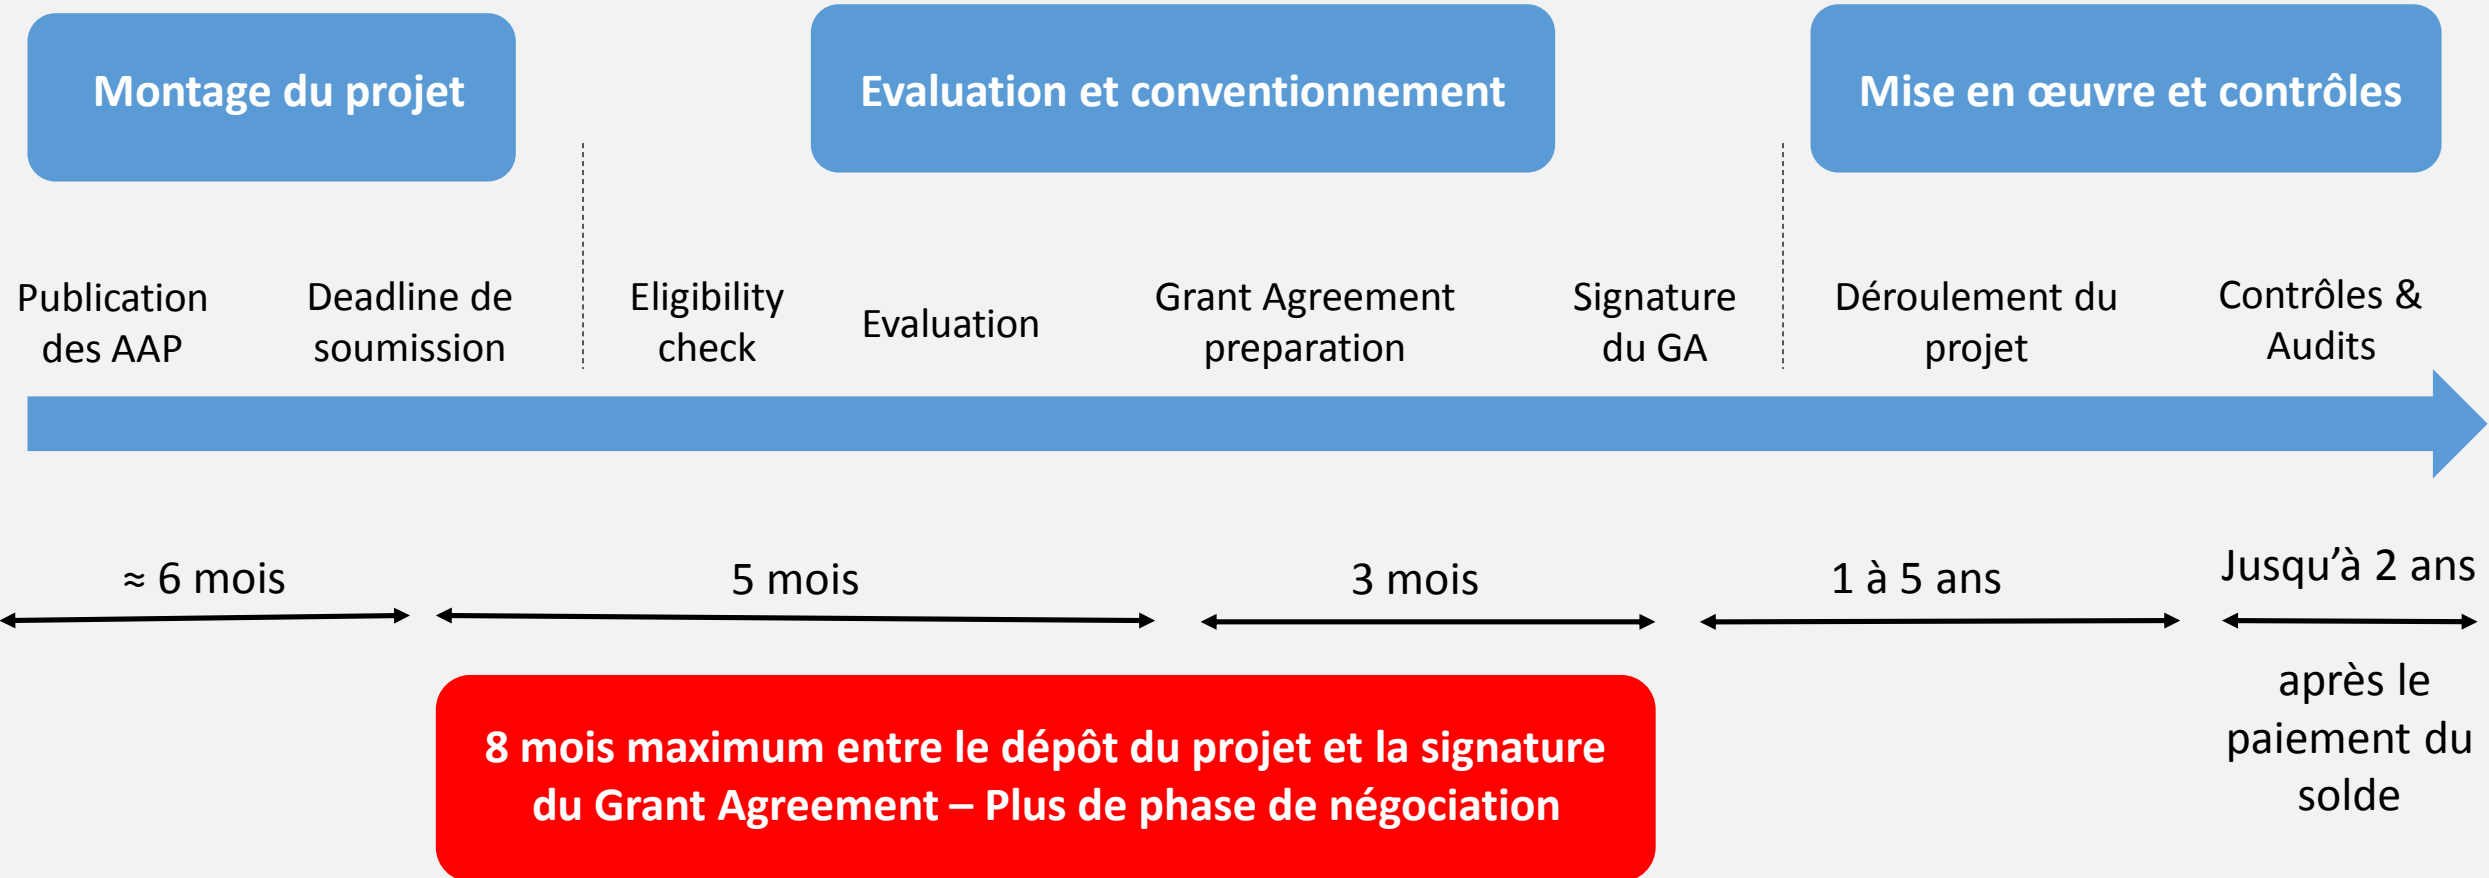 Montage du projet
Evaluation et conventionnement
Mise en œuvre et contrôles
Publication
des AAP
Deadline de
soumission
Eligibility
check
Evaluation
Grant Agreement
preparation
Signature
du GA
Déroulement du
projet
Contrôles &
Audits
≈ 6 mois
5 mois
3 mois
1 à 5 ans
Jusqu’à 2 ans
après le
paiement du
solde
8 mois maximum entre le dépôt du projet et la signature
du Grant Agreement – Plus de phase de négociation